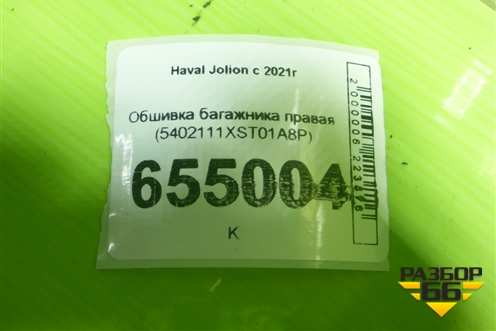 Haval Jolion с 2021г
Обшивка багажника правая
(5402111XST01A8P)
655004
К
РАЗБОР
66